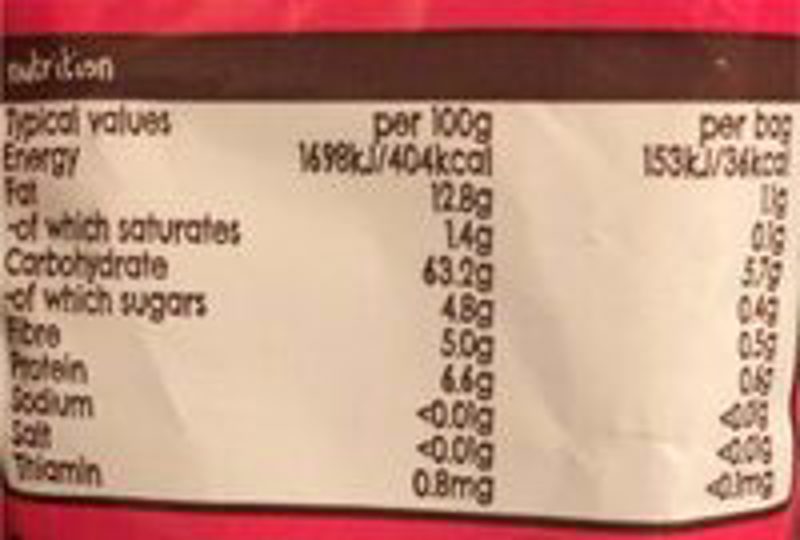 nutrition
Typical values per 100g per bag
Energy 1698kJ/404kcal 153kJ/36kcal
Fat 12.8g 1.1g
-of which saturates 1.4g 0.1g
Carbohydrate 63.2g 5.7g
-of which sugars 4.8g 0.4g
Fibre 5.0g 0.5g
Protein 6.6g 0.6g
Sodium <0.01g <0.01g
Salt <0.01g <0.01g
Thiamin 0.8mg <0.1mg